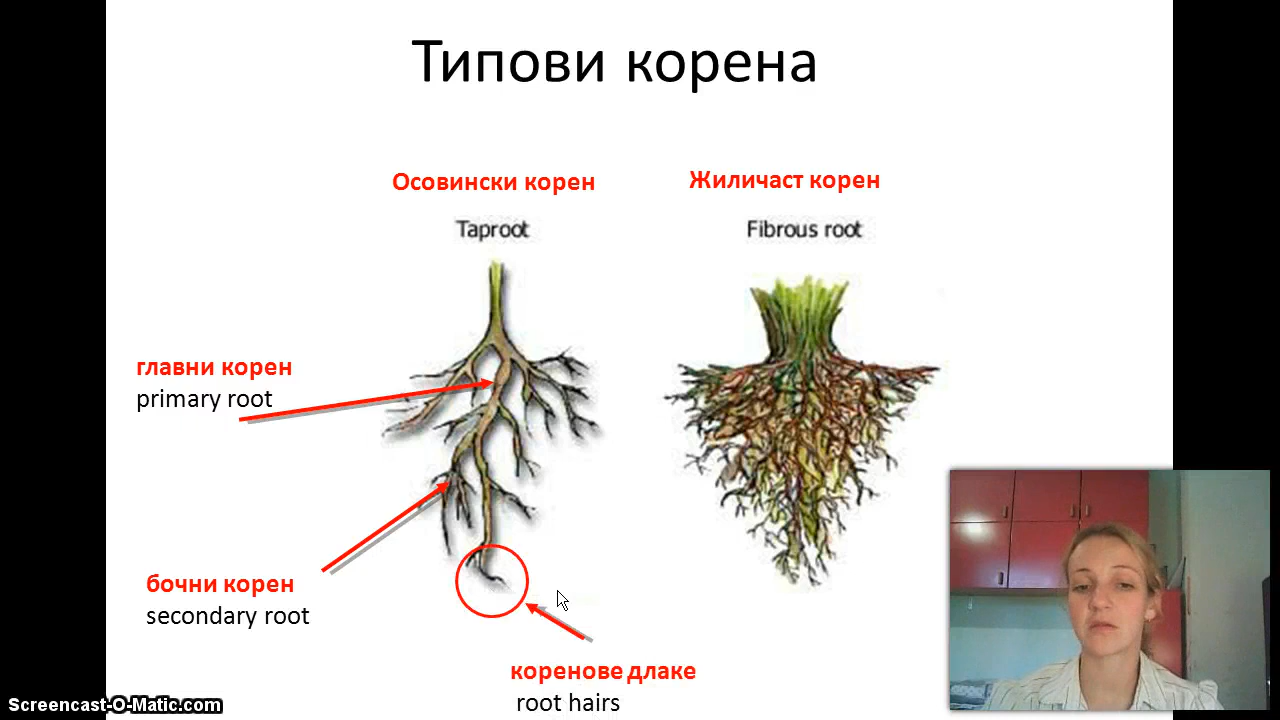 Типови корена
Осовински корен
Жиличаст корен
Taproot
Fibrous root
главни корен
primary root
бочни корен
secondary root
коренове длаке
root hairs
Screencast-O-Matic.com